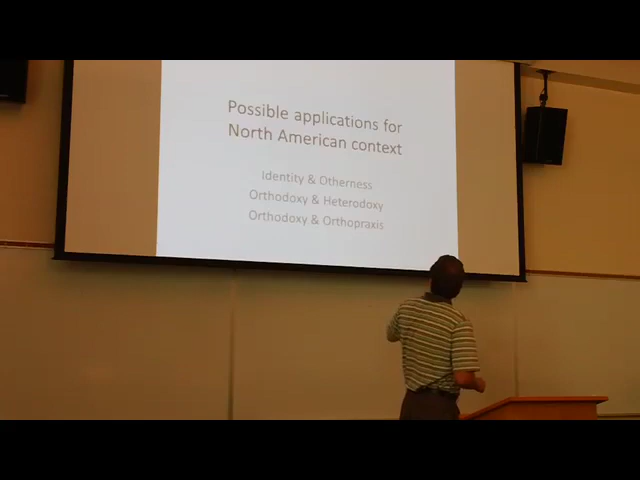 Possible applications for
North American context
Identity & Otherness
Orthodoxy & Heterodoxy
Orthodoxy & Orthopraxis